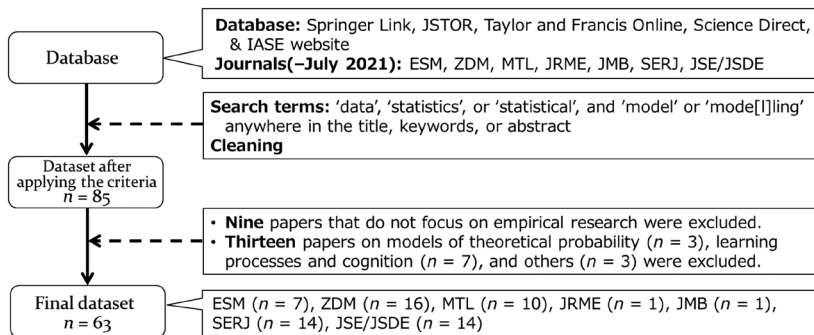 Database
Database: Springer Link, JSTOR, Taylor and Francis Online, Science Direct,
& IASE website
Journals(–July 2021): ESM, ZDM, MTL, JRME, JMB, SERJ, JSE/JSDE
Search terms: ‘data’, ‘statistics’, or ‘statistical’, and ’model’ or ‘mode[l]ling’
anywhere in the title, keywords, or abstract
Cleaning
Dataset after
applying the criteria
n = 85
• Nine papers that do not focus on empirical research were excluded.
• Thirteen papers on models of theoretical probability (n = 3), learning
processes and cognition (n = 7), and others (n = 3) were excluded.
Final dataset
n = 63
ESM (n = 7), ZDM (n = 16), MTL (n = 10), JRME (n = 1), JMB (n = 1),
SERJ (n = 14), JSE/JSDE (n = 14)